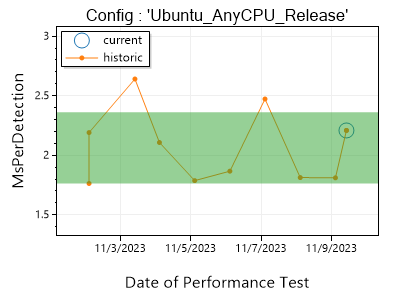 Config : 'Ubuntu_AnyCPU_Release'
current
historic
3
2.5
2
1.5
MsPerDetection
11/3/2023
11/5/2023
11/7/2023
11/9/2023
Date of Performance Test